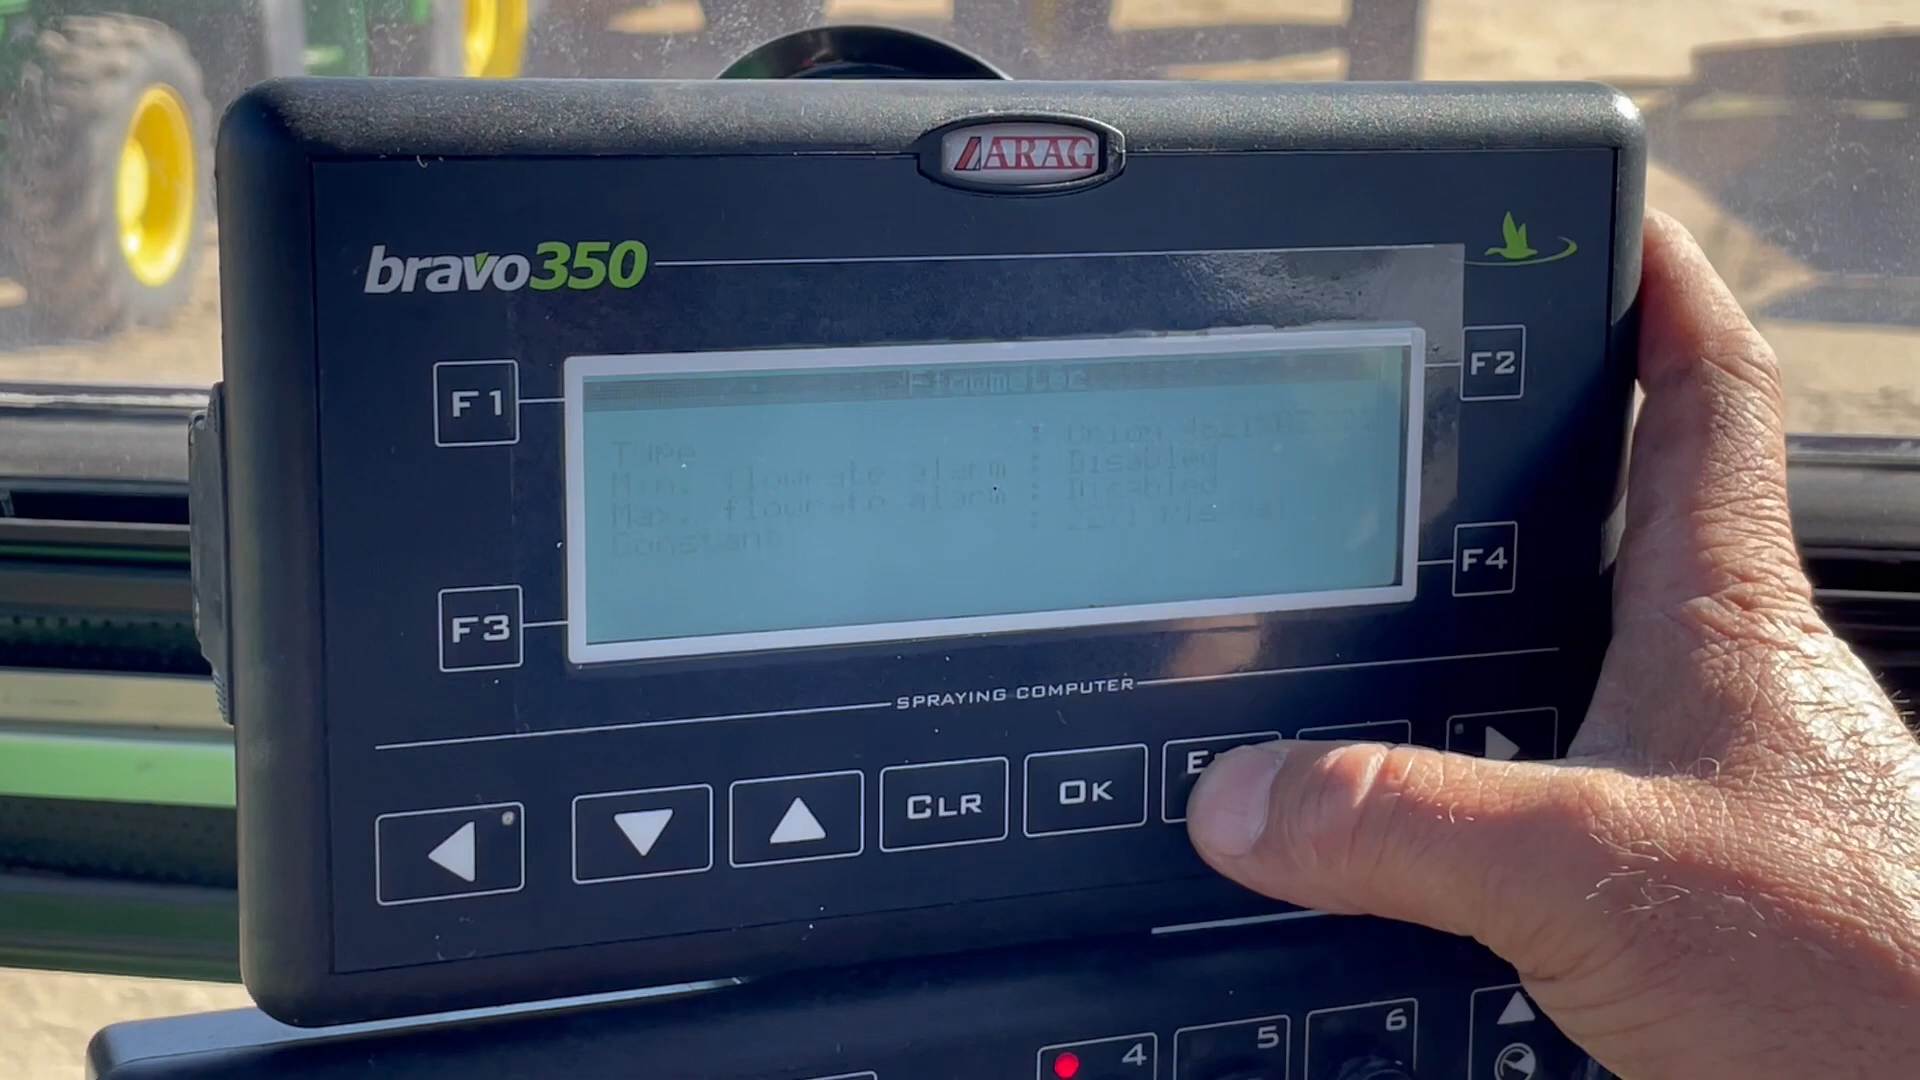 ARAG
bravo350
F1
F2
Flowmeter
Type :
Min. flowrate alarm : Disabled
Max. flowrate alarm : Disabled
Constant :
F3
F4
SPRAYING COMPUTER
CLR
OK
4
5
6